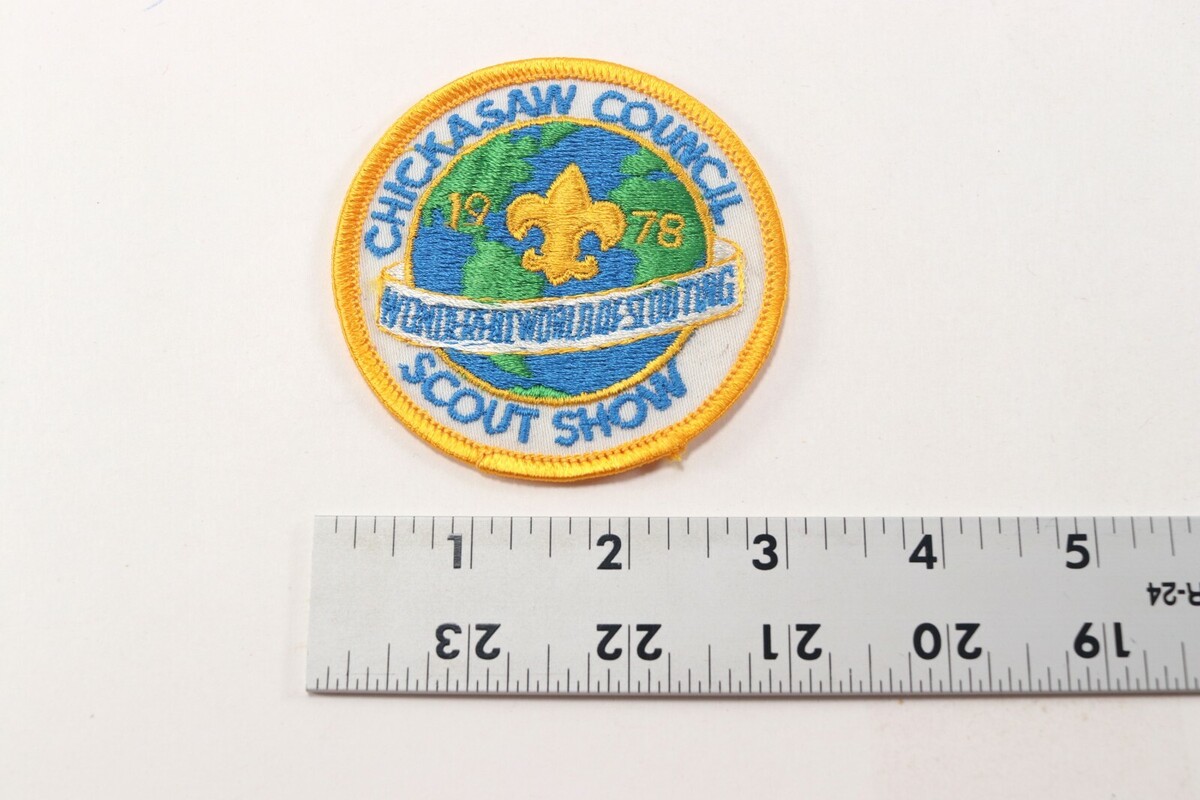 CHICKASAW COUNCIL
19 78
WONDERFUL WORLD OF SCOUTING
SCOUT SHOW
1 2 3 4 5
R-24
23 22 21 20 19